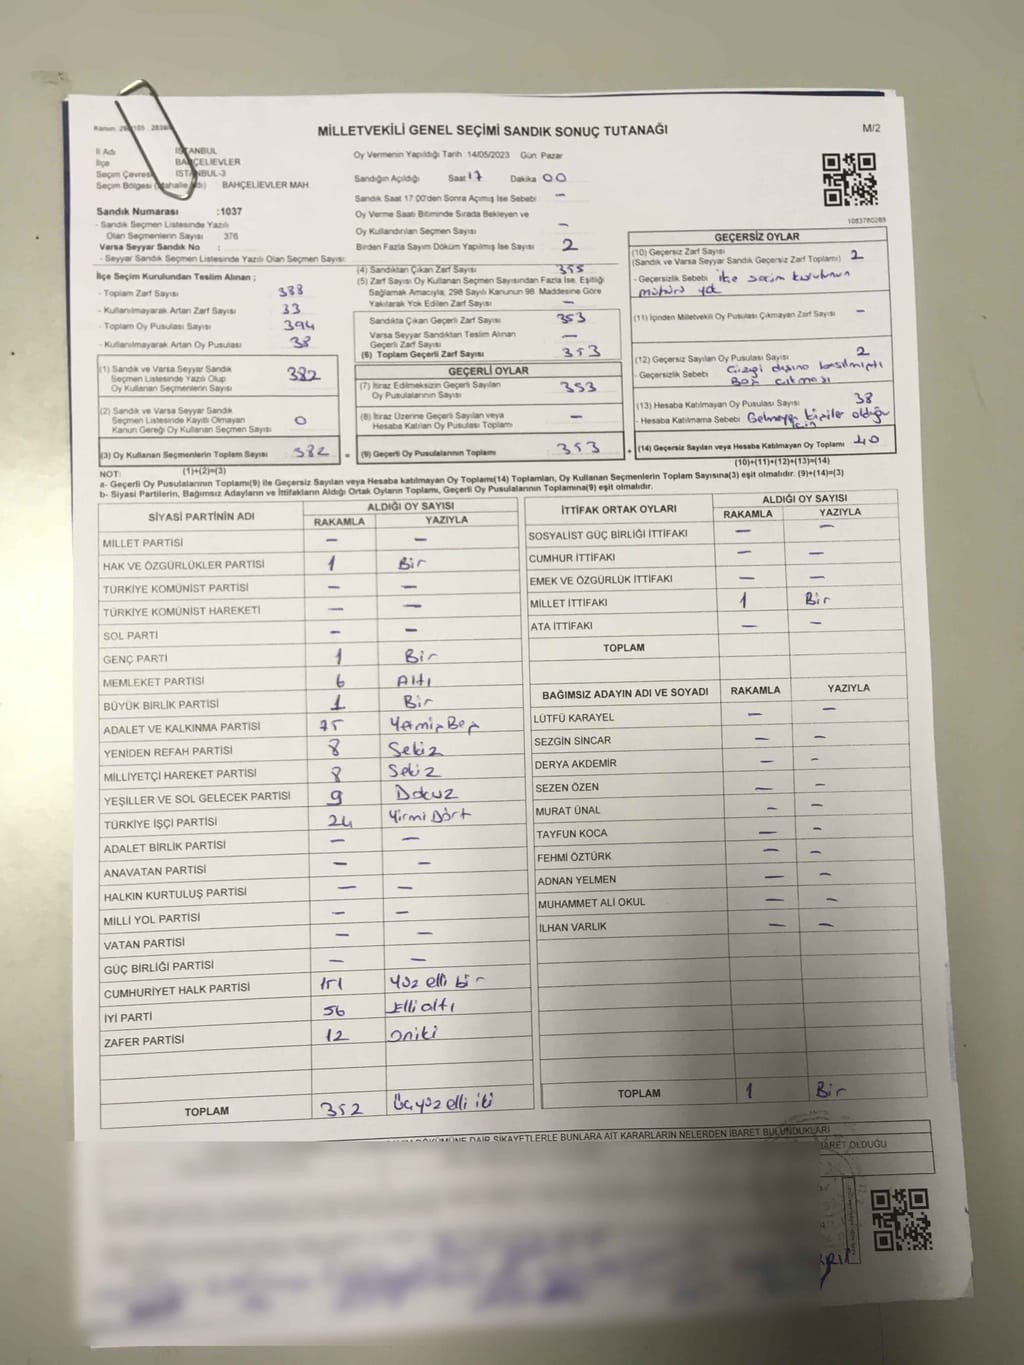 MİLLETVEKİLİ GENEL SEÇİMİ SANDIK SONUÇ TUTANAĞI
M/2
İl Adı İSTANBUL
İlçe BAHÇELİEVLER
Seçim Çevresi İSTANBUL-3
Seçim Bölgesi (Mahalle Adı) BAHÇELİEVLER MAH
Sandık Numarası :1037
- Sandık Seçmen Listesinde Yazılı
Olan Seçmenlerin Sayısı 376
Varsa Seyyar Sandık No :
- Seyyar Sandık Seçmen Listesinde Yazılı Olan Seçmen Sayısı:
Oy Vermenin Yapıldığı Tarih 14/05/2023 Gün: Pazar
Sandığın Açıldığı Saat 17 Dakika 00
Sandık Saat 17:00'den Sonra Açılmış İse Sebebi —
Oy Verme Saati Bitiminde Sırada Bekleyen ve
Oy Kullandırılan Seçmen Sayısı —
Birden Fazla Sayım Döküm Yapılmış İse Sayısı 2
1083760269
İlçe Seçim Kurulundan Teslim Alınan ;
- Toplam Zarf Sayısı 388
- Kullanılmayarak Artan Zarf Sayısı 33
- Toplam Oy Pusulası Sayısı 394
- Kullanılmayarak Artan Oy Pusulası 38
(1) Sandık ve Varsa Seyyar Sandık
Seçmen Listesinde Yazılı Olup
Oy Kullanan Seçmenlerin Sayısı 382
(2) Sandık ve Varsa Seyyar Sandık
Seçmen Listesinde Kayıtlı Olmayan
Kanun Gereği Oy Kullanan Seçmen Sayısı 0
(3) Oy Kullanan Seçmenlerin Toplam Sayısı 382
(1)+(2)=(3)
(4) Sandıktan Çıkan Zarf Sayısı 355
(5) Zarf Sayısı Oy Kullanan Seçmen Sayısından Fazla İse, Eşitliği
Sağlamak Amacıyla; 298 Sayılı Kanunun 98. Maddesine Göre
Yakılarak Yok Edilen Zarf Sayısı —
Sandıkta Çıkan Geçerli Zarf Sayısı 353
Varsa Seyyar Sandıktan Teslim Alınan
Geçerli Zarf Sayısı —
(6) Toplam Geçerli Zarf Sayısı 353
GEÇERLİ OYLAR
(7) İtiraz Edilmeksizin Geçerli Sayılan
Oy Pusulalarının Sayısı 353
(8) İtiraz Üzerine Geçerli Sayılan veya
Hesaba Katılan Oy Pusulası Toplamı —
= (9) Geçerli Oy Pusulalarının Toplamı 353
GEÇERSİZ OYLAR
(10) Geçersiz Zarf Sayısı
(Sandık ve Varsa Seyyar Sandık Geçersiz Zarf Toplamı) 2
- Geçersizlik Sebebi ilçe seçim kurulunun
mührü yok
(11) İçinden Milletvekili Oy Pusulası Çıkmayan Zarf Sayısı —
(12) Geçersiz Sayılan Oy Pusulası Sayısı 2
- Geçersizlik Sebebi Çizgi dışına basılmıştı
Boş çıkması
(13) Hesaba Katılmayan Oy Pusulası Sayısı 38
- Hesaba Katılmama Sebebi Gelmeyen kişiler olduğu
için
+ (14) Geçersiz Sayılan veya Hesaba Katılmayan Oy Toplamı 40
(10)+(11)+(12)+(13)=(14)
NOT:
a- Geçerli Oy Pusulalarının Toplamı(9) ile Geçersiz Sayılan veya Hesaba katılmayan Oy Toplamı(14) Toplamları, Oy Kullanan Seçmenlerin Toplam Sayısına(3) eşit olmalıdır. (9)+(14)=(3)
b- Siyasi Partilerin, Bağımsız Adayların ve İttifakların Aldığı Ortak Oyların Toplamı, Geçerli Oy Pusulalarının Toplamına(9) eşit olmalıdır.
SİYASİ PARTİNİN ADI ALDIĞI OY SAYISI
RAKAMLA YAZIYLA
MİLLET PARTİSİ — —
HAK VE ÖZGÜRLÜKLER PARTİSİ 1 Bir
TÜRKİYE KOMÜNİST PARTİSİ — —
TÜRKİYE KOMÜNİST HAREKETİ — —
SOL PARTİ — —
GENÇ PARTİ 1 Bir
MEMLEKET PARTİSİ 6 Altı
BÜYÜK BİRLİK PARTİSİ 1 Bir
ADALET VE KALKINMA PARTİSİ 75 Yetmiş Beş
YENİDEN REFAH PARTİSİ 8 Sekiz
MİLLİYETÇİ HAREKET PARTİSİ 8 Sekiz
YEŞİLLER VE SOL GELECEK PARTİSİ 9 Dokuz
TÜRKİYE İŞÇİ PARTİSİ 24 Yirmi Dört
ADALET BİRLİK PARTİSİ — —
ANAVATAN PARTİSİ — —
HALKIN KURTULUŞ PARTİSİ — —
MİLLİ YOL PARTİSİ — —
VATAN PARTİSİ — —
GÜÇ BİRLİĞİ PARTİSİ — —
CUMHURİYET HALK PARTİSİ 151 Yüz elli bir
İYİ PARTİ 56 Elli altı
ZAFER PARTİSİ 12 Oniki
TOPLAM 352 Üçyüz elli iki
İTTİFAK ORTAK OYLARI ALDIĞI OY SAYISI
RAKAMLA YAZIYLA
SOSYALİST GÜÇ BİRLİĞİ İTTİFAKI — —
CUMHUR İTTİFAKI — —
EMEK VE ÖZGÜRLÜK İTTİFAKI — —
MİLLET İTTİFAKI 1 Bir
ATA İTTİFAKI — —
TOPLAM
BAĞIMSIZ ADAYIN ADI VE SOYADI RAKAMLA YAZIYLA
LÜTFÜ KARAYEL — —
SEZGİN SİNCAR — —
DERYA AKDEMİR — —
SEZEN ÖZEN — —
MURAT ÜNAL — —
TAYFUN KOCA — —
FEHMİ ÖZTÜRK — —
ADNAN YELMEN — —
MUHAMMET ALİ OKUL — —
İLHAN VARLIK — —
TOPLAM 1 Bir
DAİR ŞİKAYETLERLE BUNLARA AİT KARARLARIN NELERDEN İBARET BULUNDUKLARI
OLDUĞU